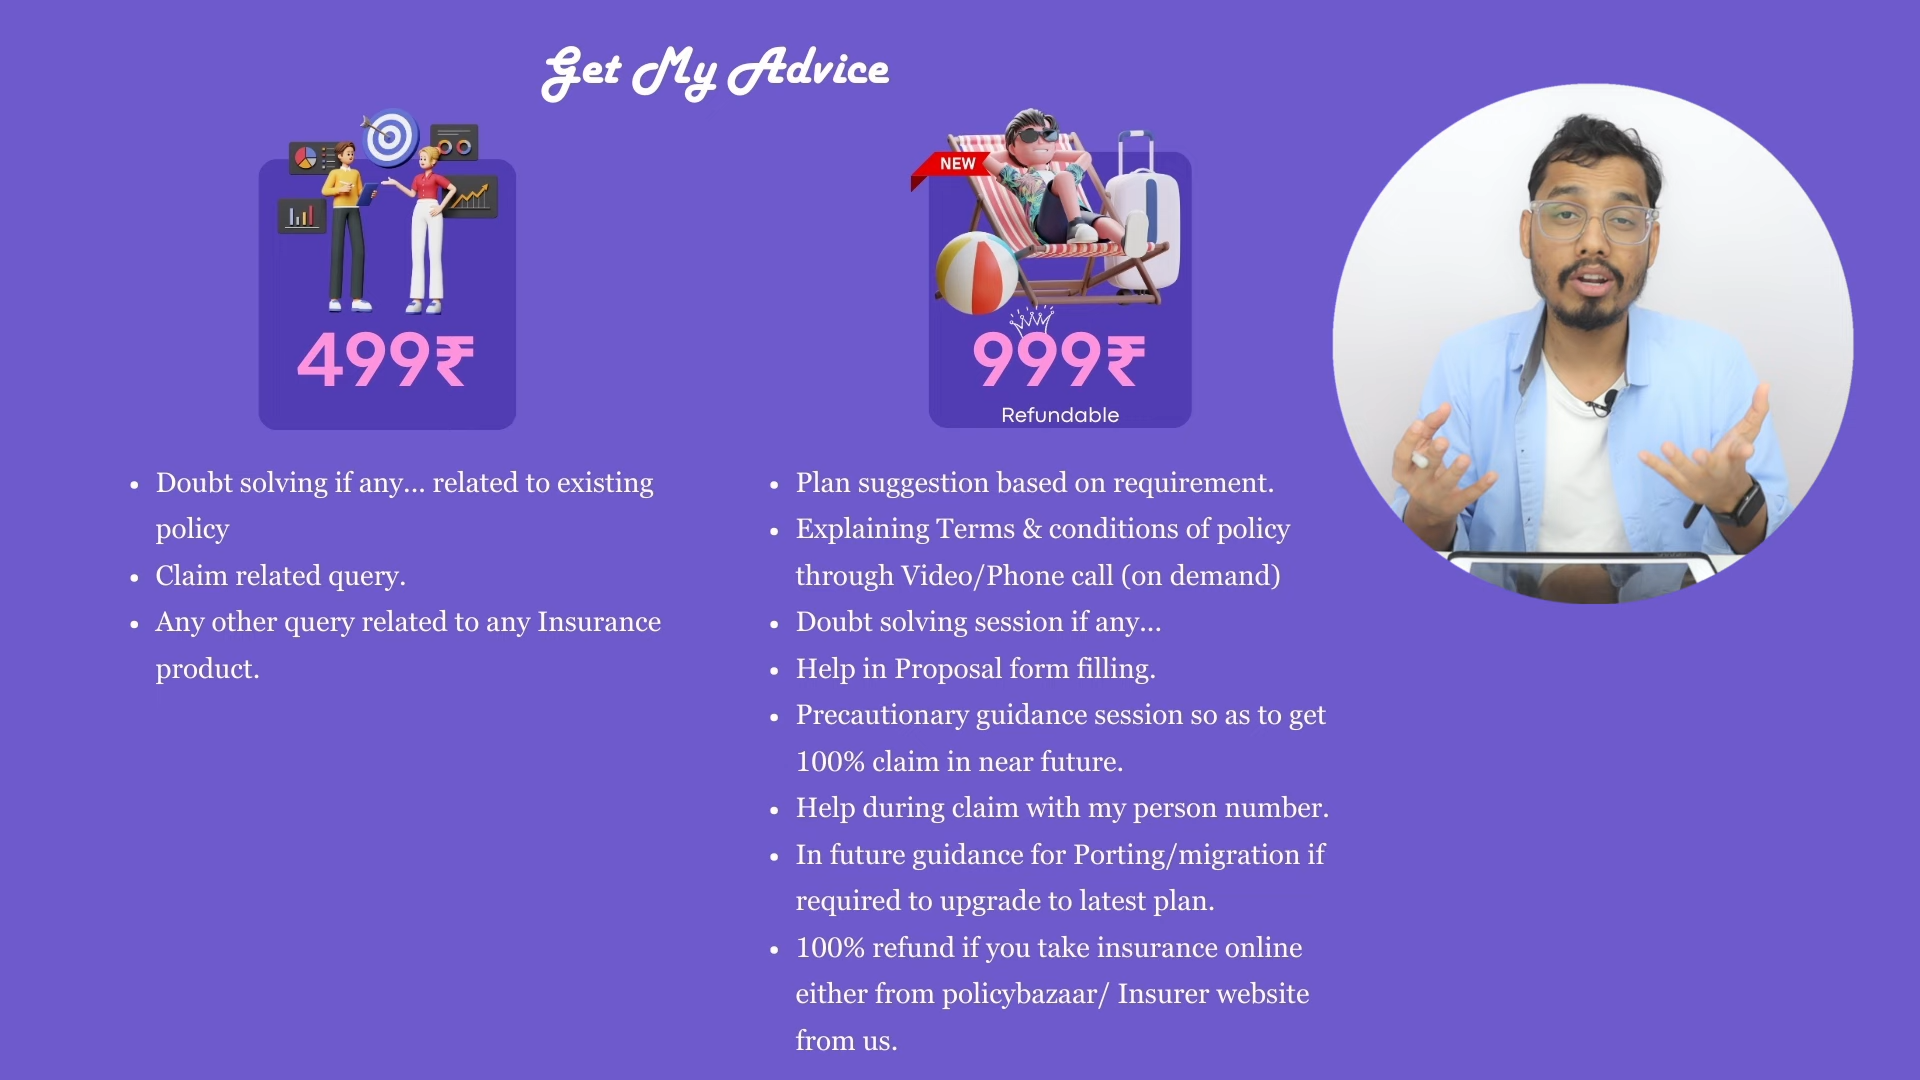 Get My Advice
499₹
Doubt solving if any... related to existing
policy
Claim related query.
Any other query related to any Insurance
product.
NEW
999₹
Refundable
Plan suggestion based on requirement.
Explaining Terms & conditions of policy
through Video/Phone call (on demand)
Doubt solving session if any...
Help in Proposal form filling.
Precautionary guidance session so as to get
100% claim in near future.
Help during claim with my person number.
In future guidance for Porting/migration if
required to upgrade to latest plan.
100% refund if you take insurance online
either from policybazaar/ Insurer website
from us.